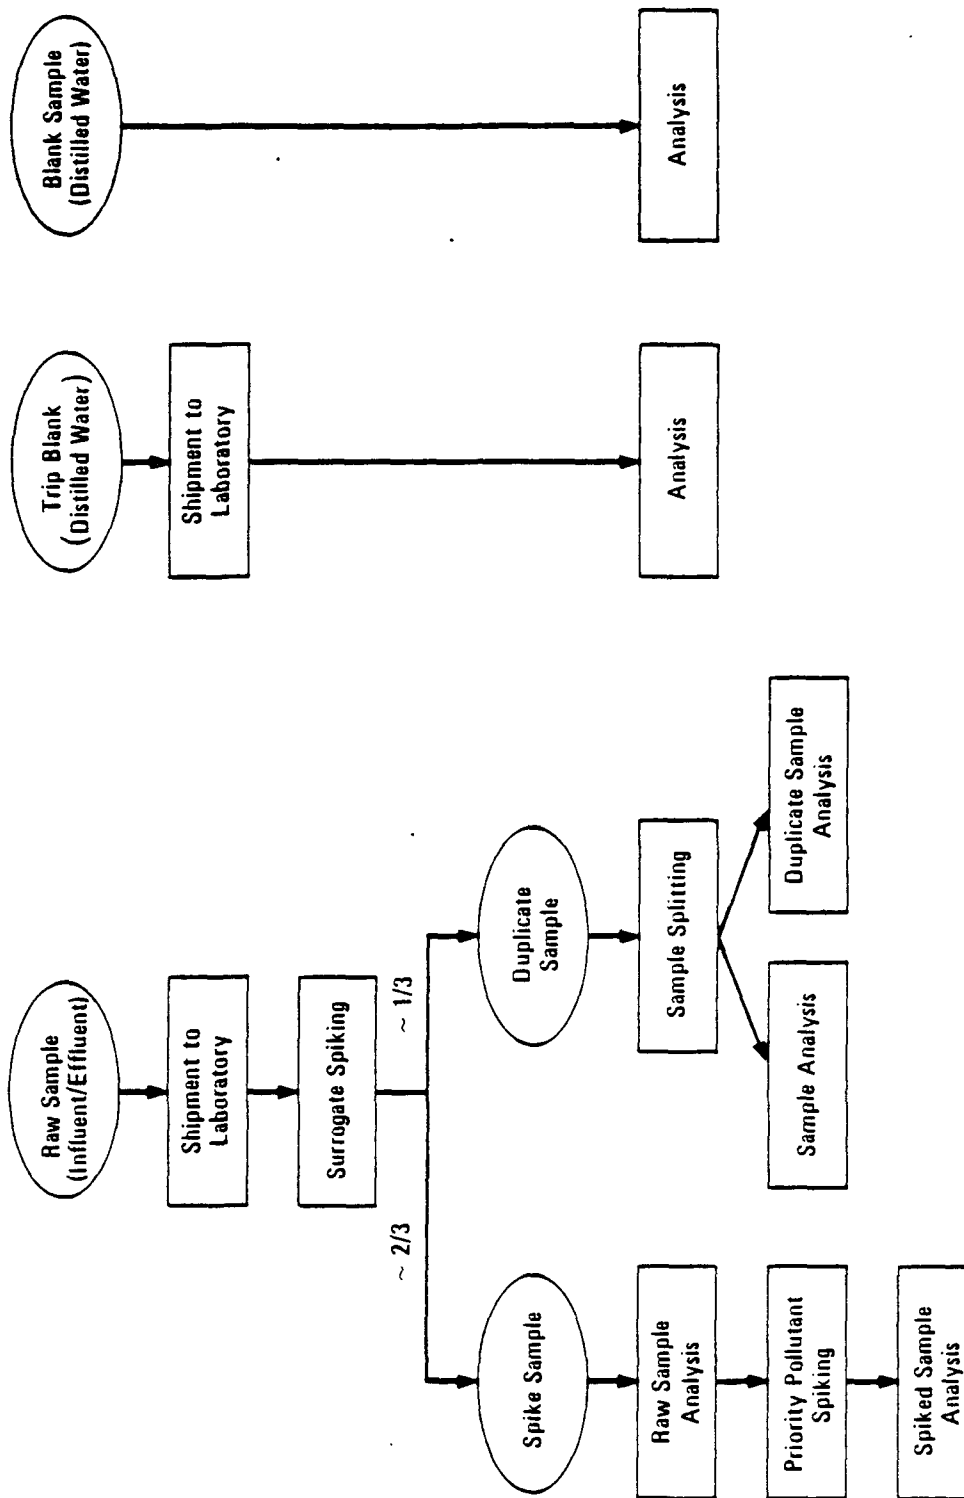 Raw Sample
(Influent/Effluent)
Shipment to
Laboratory
Surrogate Spiking
~ 2/3
~ 1/3
Spike Sample
Raw Sample
Analysis
Priority Pollutant
Spiking
Spiked Sample
Analysis
Duplicate
Sample
Sample Splitting
Sample Analysis
Duplicate Sample
Analysis
Trip Blank
(Distilled Water)
Shipment to
Laboratory
Analysis
Blank Sample
(Distilled Water)
Analysis